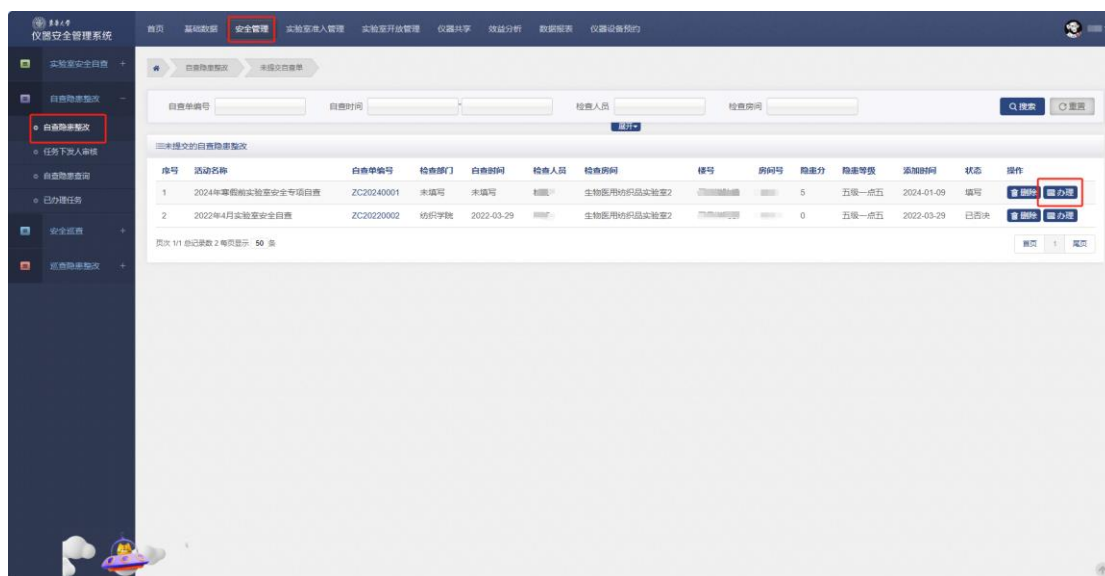 仪器安全管理系统
首页 基础数据 安全管理 实验室准入管理 实验室开放管理 仪器共享 效益分析 数据报表 仪器设备预约
实验室安全自查 +
自查隐患整改 -
自查隐患整改
任务下发人审核
自查隐患查询
已办理任务
安全巡查 +
巡查隐患整改 +
自查隐患整改 未提交自查单
自查单编号 自查时间 - 检查人员 检查房间 搜索 重置
展开
未提交的自查隐患整改
序号 活动名称 自查单编号 检查部门 自查时间 检查人员 检查房间 楼号 房间号 隐患分 隐患等级 添加时间 状态 操作
1 2024年寒假前实验室安全专项自查 ZC20240001 未填写 未填写 生物医用纺织品实验室2 5 五级一点五 2024-01-09 填写 删除 办理
2 2022年4月实验室安全自查 ZC20220002 纺织学院 2022-03-29 生物医用纺织品实验室2 0 五级一点五 2022-03-29 已否决 删除 办理
页次 1/1 总记录数 2 每页显示 50 条 首页 1 尾页